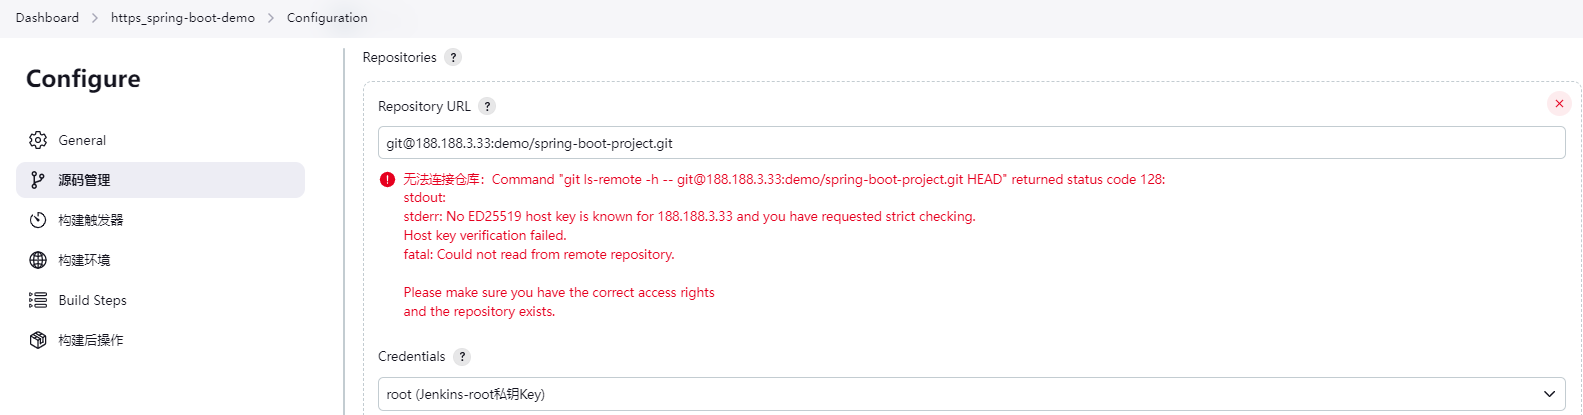 Dashboard > https_spring-boot-demo > Configuration
Configure
General
源码管理
构建触发器
构建环境
Build Steps
构建后操作
Repositories ?
Repository URL ?
git@188.188.3.33:demo/spring-boot-project.git
无法连接仓库：Command "git ls-remote -h -- git@188.188.3.33:demo/spring-boot-project.git HEAD" returned status code 128:
stdout:
stderr: No ED25519 host key is known for 188.188.3.33 and you have requested strict checking.
Host key verification failed.
fatal: Could not read from remote repository.
Please make sure you have the correct access rights
and the repository exists.
Credentials ?
root (Jenkins-root私钥Key)